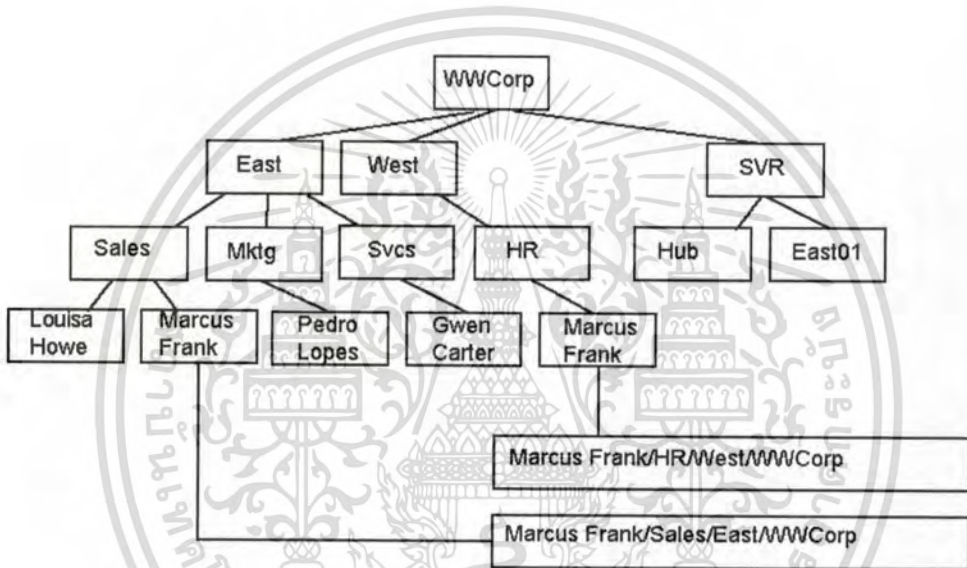 WWCorp
East
West
SVR
Sales
Mktg
Svcs
HR
Hub
East01
Louisa
Howe
Marcus
Frank
Pedro
Lopes
Gwen
Carter
Marcus
Frank
Marcus Frank/HR/West/WWCorp
Marcus Frank/Sales/East/WWCorp